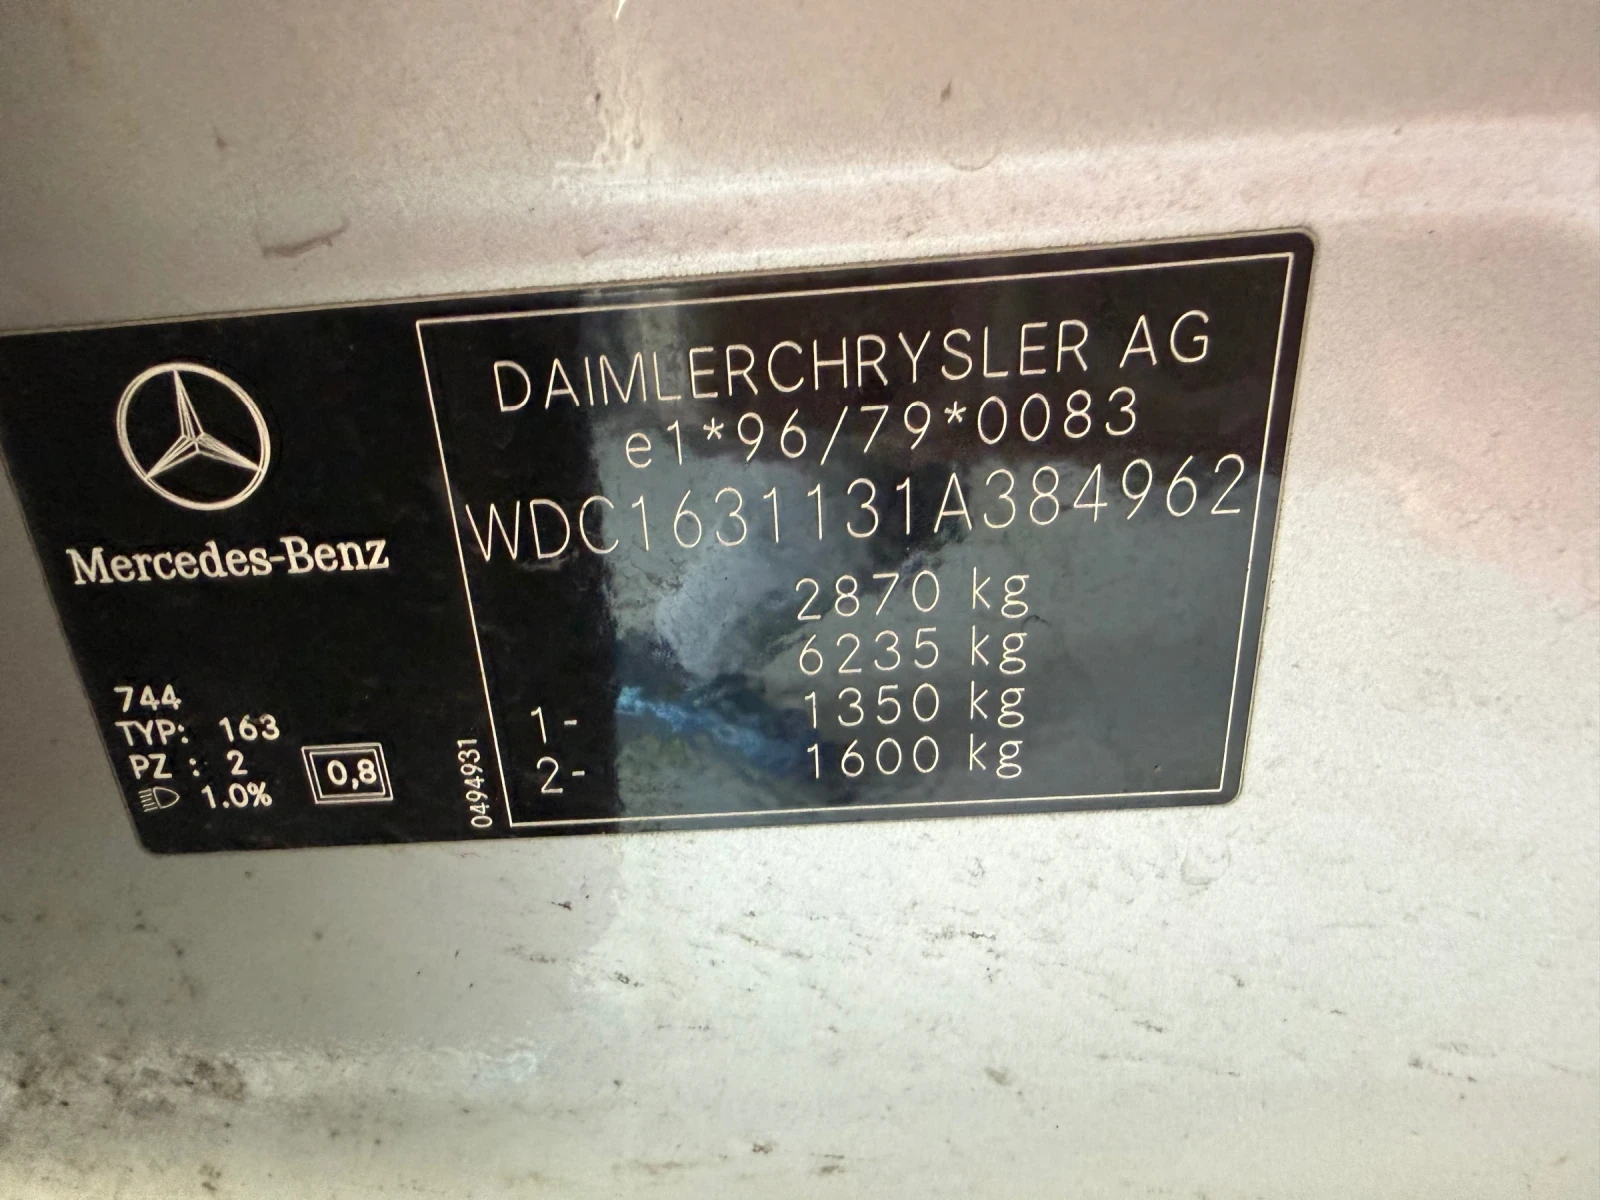 Mercedes-Benz
744
TYP: 163
PZ : 2
1.0%
0,8
0494931
DAIMLERCHRYSLER AG
e1*96/79*0083
WDC1631131A384962
2870 kg
6235 kg
1- 1350 kg
2- 1600 kg